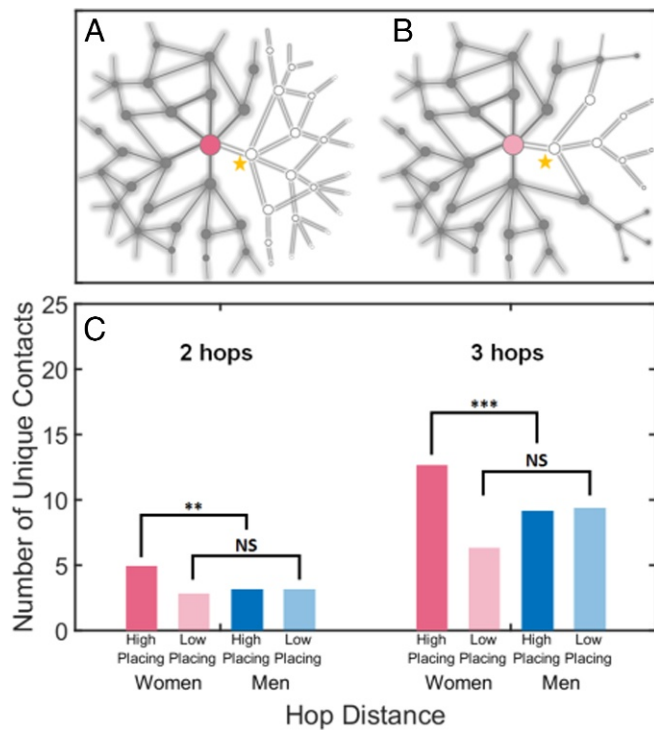 A
B
C
2 hops
3 hops
25
20
15
10
5
0
Number of Unique Contacts
**
NS
***
NS
High Placing
Low Placing
High Placing
Low Placing
High Placing
Low Placing
High Placing
Low Placing
Women
Men
Women
Men
Hop Distance